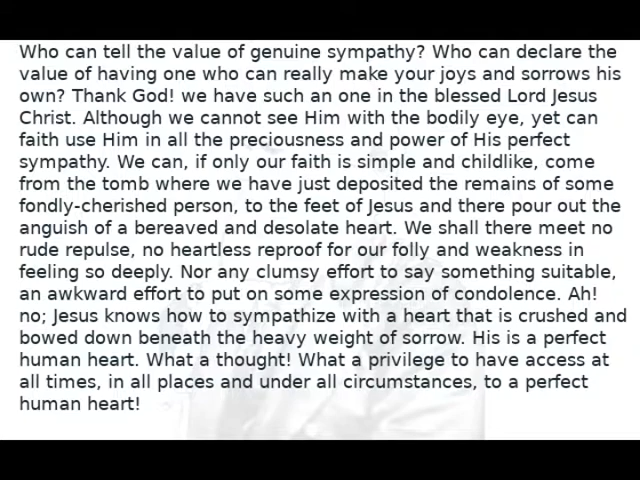 Who can tell the value of genuine sympathy? Who can declare the
value of having one who can really make your joys and sorrows his
own? Thank God! we have such an one in the blessed Lord Jesus
Christ. Although we cannot see Him with the bodily eye, yet can
faith use Him in all the preciousness and power of His perfect
sympathy. We can, if only our faith is simple and childlike, come
from the tomb where we have just deposited the remains of some
fondly-cherished person, to the feet of Jesus and there pour out the
anguish of a bereaved and desolate heart. We shall there meet no
rude repulse, no heartless reproof for our folly and weakness in
feeling so deeply. Nor any clumsy effort to say something suitable,
an awkward effort to put on some expression of condolence. Ah!
no; Jesus knows how to sympathize with a heart that is crushed and
bowed down beneath the heavy weight of sorrow. His is a perfect
human heart. What a thought! What a privilege to have access at
all times, in all places and under all circumstances, to a perfect
human heart!